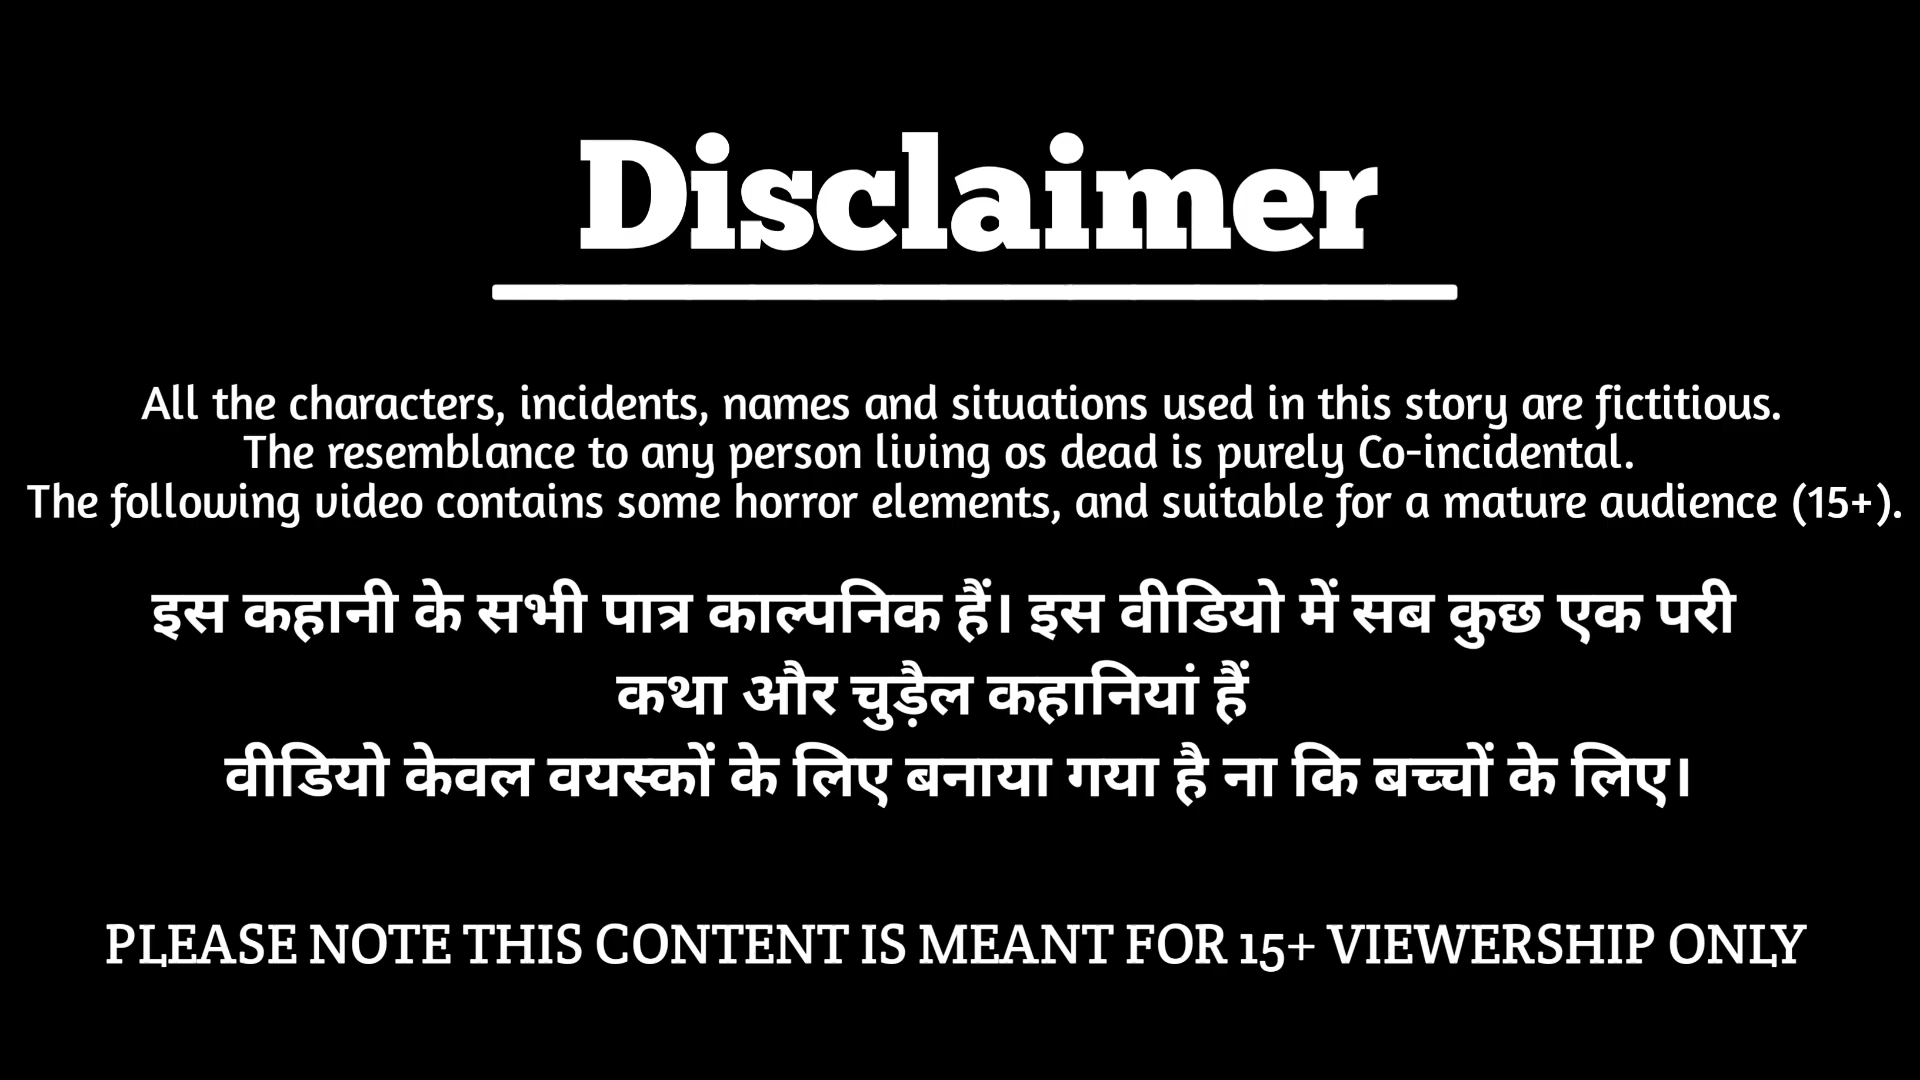 Disclaimer
All the characters, incidents, names and situations used in this story are fictitious.
The resemblance to any person living os dead is purely Co-incidental.
The following video contains some horror elements, and suitable for a mature audience (15+).
इस कहानी के सभी पात्र काल्पनिक हैं। इस वीडियो में सब कुछ एक परी
कथा और चुड़ैल कहानियां हैं
वीडियो केवल वयस्कों के लिए बनाया गया है ना कि बच्चों के लिए।
PLEASE NOTE THIS CONTENT IS MEANT FOR 15+ VIEWERSHIP ONLY